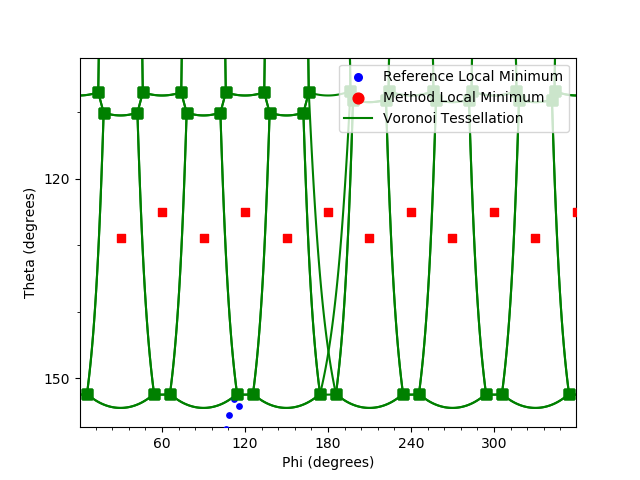 Reference Local Minimum
Method Local Minimum
Voronoi Tessellation
120
150
Theta (degrees)
60 120 180 240 300
Phi (degrees)